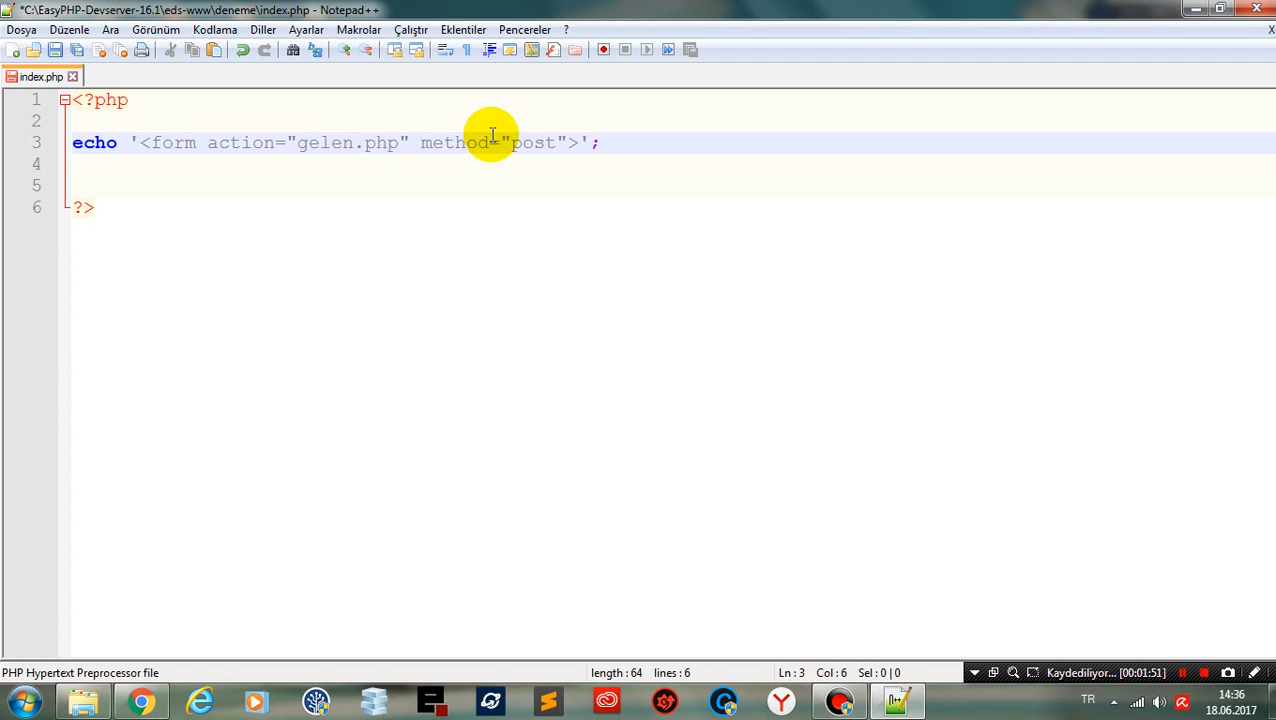 *C:\EasyPHP-Devserver-16.1\eds-www\deneme\index.php - Notepad++
Dosya Düzenle Ara Görünüm Kodlama Diller Ayarlar Makrolar Çalıştır Eklentiler Pencereler ? X
index.php
1 <?php
2
3 echo '<form action="gelen.php" method="post">';
4
5
6 ?>
PHP Hypertext Preprocessor file length : 64 lines : 6 Ln : 3 Col : 6 Sel : 0 | 0 Kaydediliyor... [00:01:51]
TR 14:36
18.06.2017